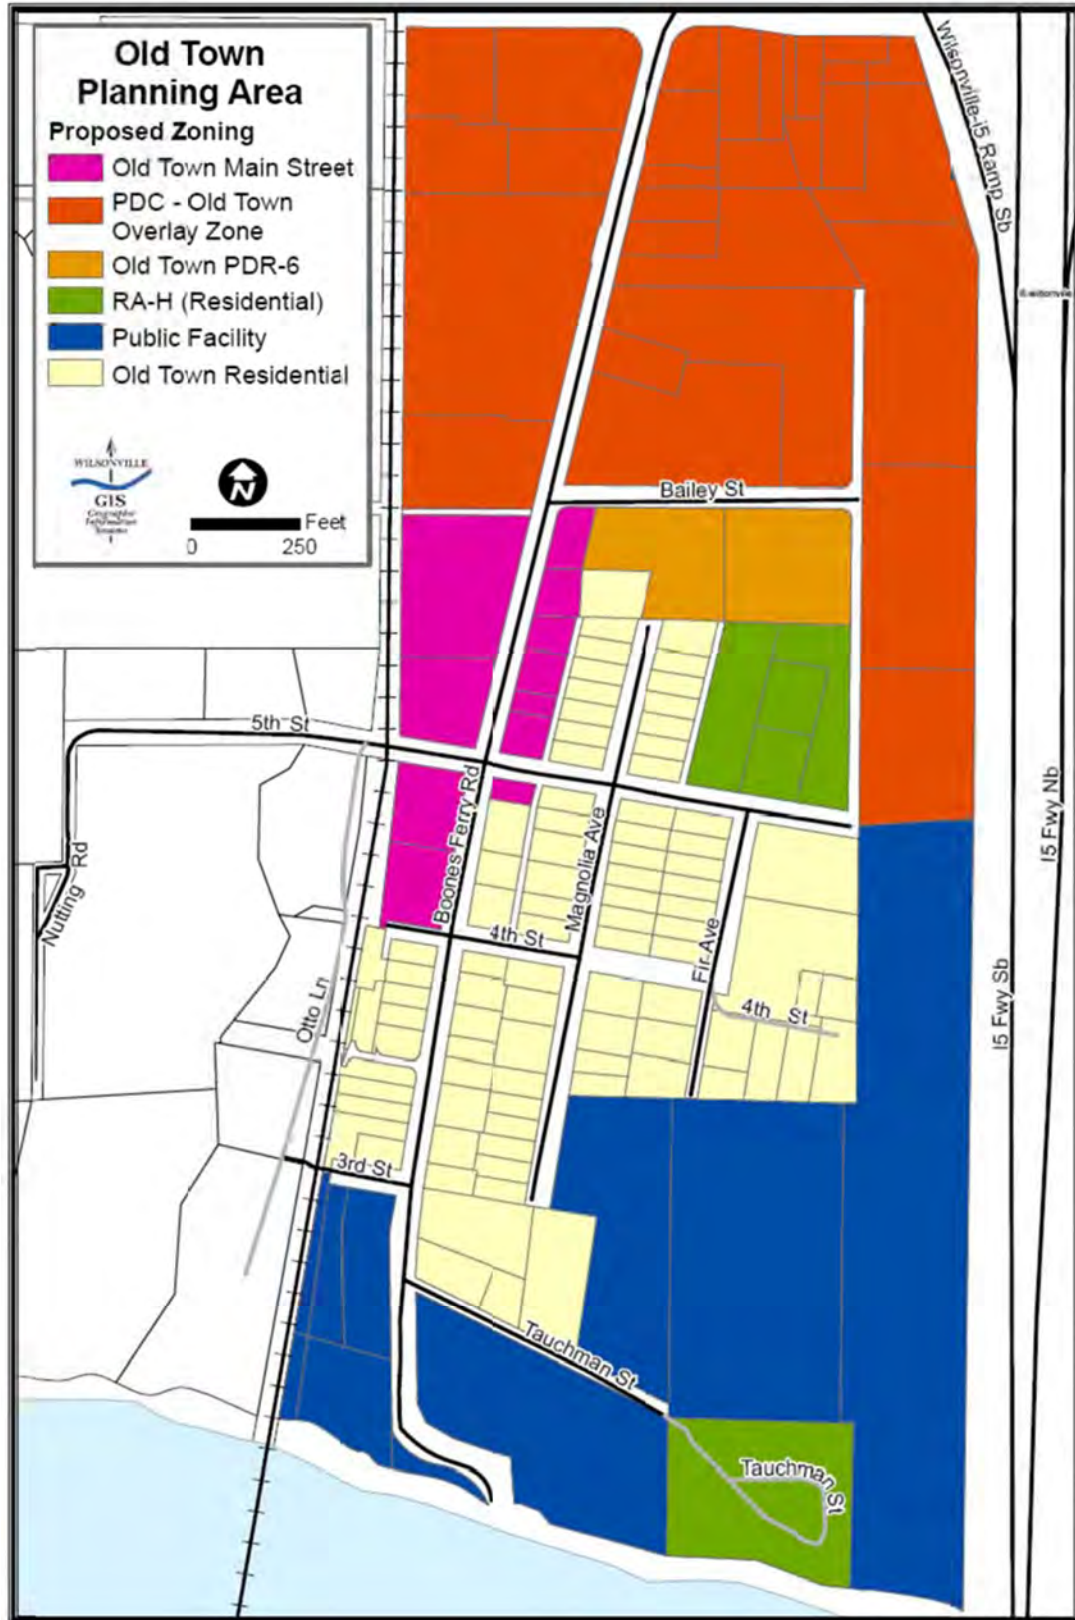 Old Town
Planning Area
Proposed Zoning
Old Town Main Street
PDC - Old Town
Overlay Zone
Old Town PDR-6
RA-H (Residential)
Public Facility
Old Town Residential
WILSONVILLE
GIS
Geographic
Information
Systems
N
Feet
0 250
Wilsonville-i5 Ramp Sb
Bailey St
5th St
Boones Ferry Rd
Magnolia Ave
Nutting Rd
4th St
Fir Ave
4th St
Otto Ln
I5 Fwy Sb
I5 Fwy Nb
3rd St
Tauchman St
Tauchman St